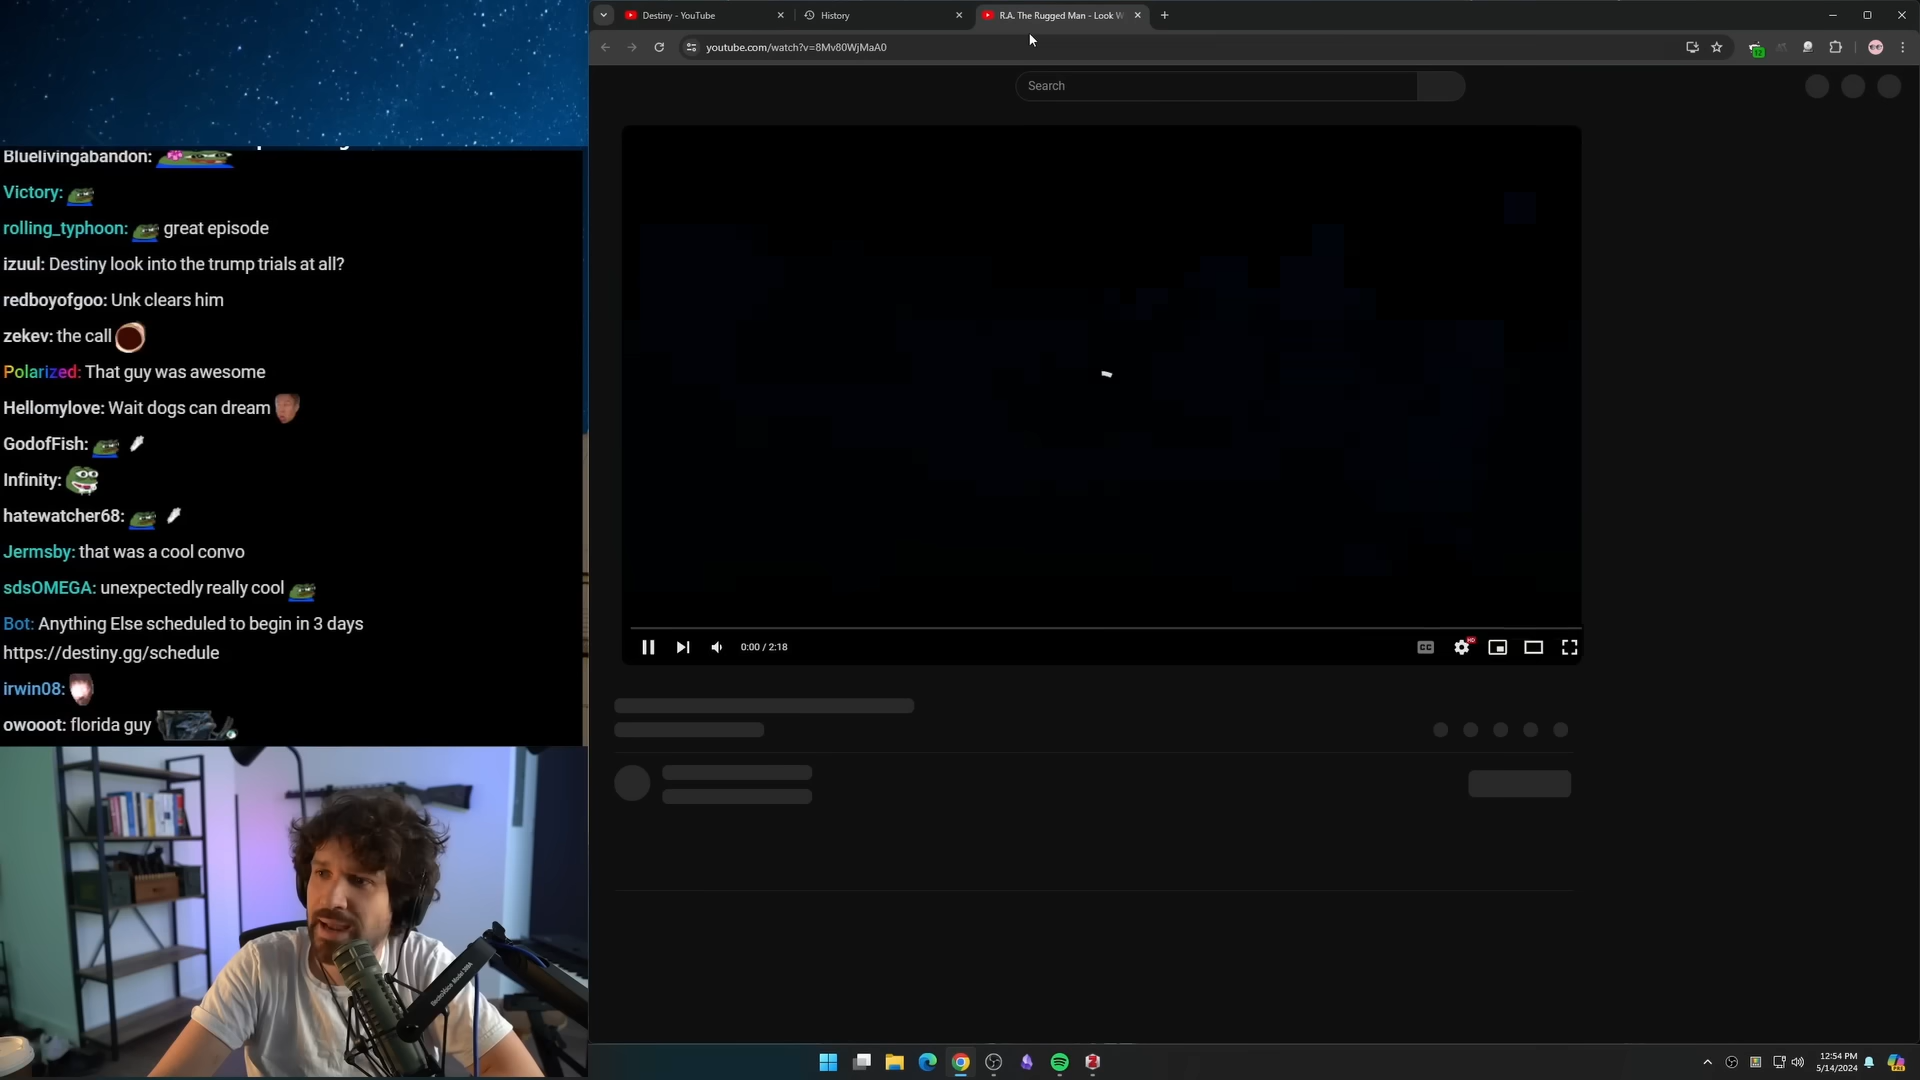 Destiny - YouTube
History
R.A. The Rugged Man - Look W
youtube.com/watch?v=8Mv80WjMaA0
12
Search
Bluelivingabandon:
Victory:
rolling_typhoon: great episode
izuul: Destiny look into the trump trials at all?
redboyofgoo: Unk clears him
zekev: the call
Polarized: That guy was awesome
Hellomylove: Wait dogs can dream
GodofFish:
Infinity:
hatewatcher68:
Jermsby: that was a cool convo
sdsOMEGA: unexpectedly really cool
Bot: Anything Else scheduled to begin in 3 days
https://destiny.gg/schedule
irwin08:
owooot: florida guy
0:00 / 2:18
CC
HD
12:54 PM
5/14/2024